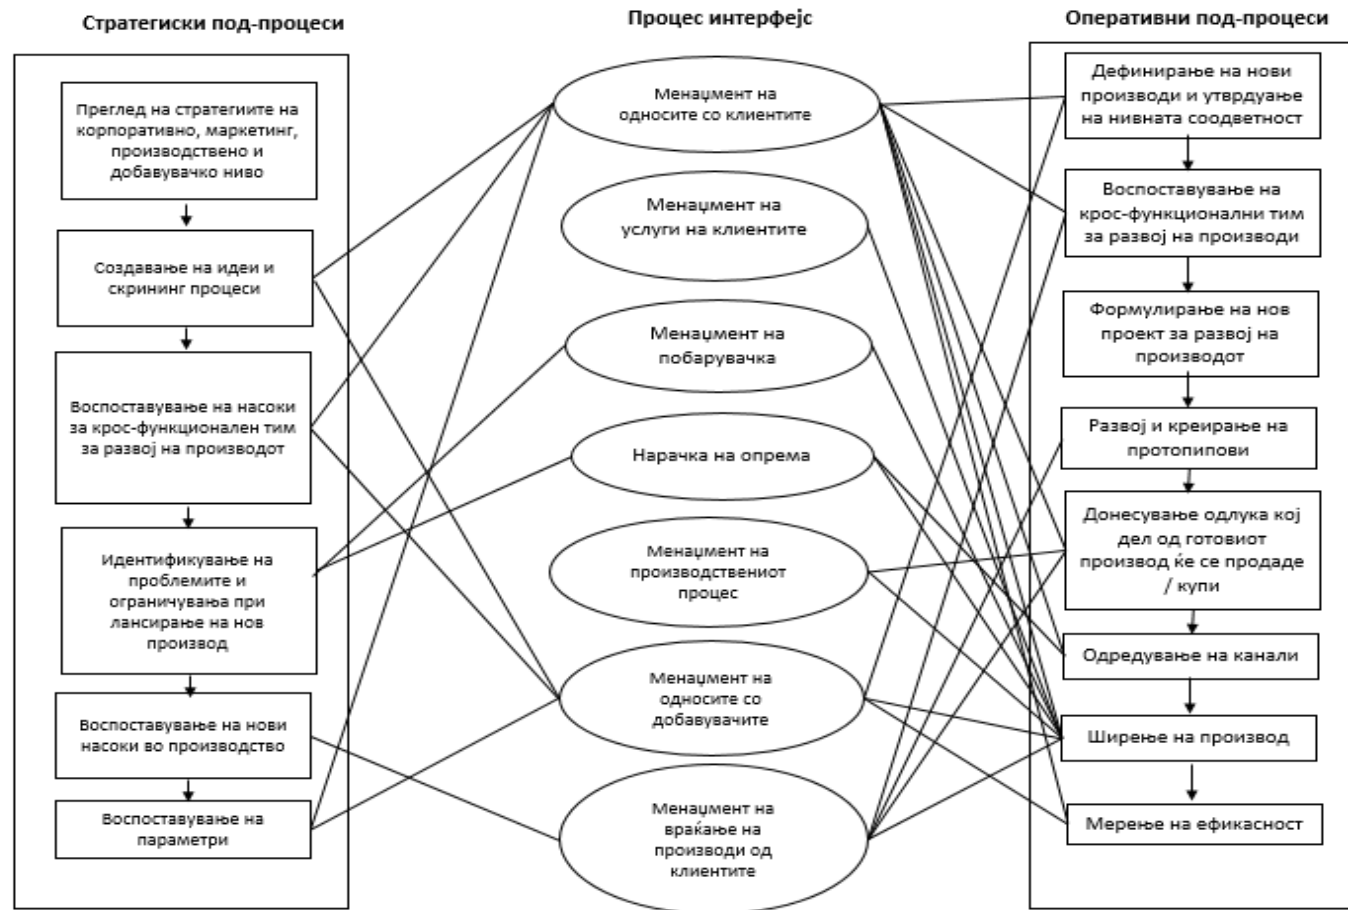 Стратегиски под-процеси
Процес интерфејс
Оперативни под-процеси
Преглед на стратегиите на
корпоративно, маркетинг,
производствено и
добавувачко ниво
Создавање на идеи и
скрининг процеси
Воспоставување на насоки
за крос-функционален тим
за развој на производот
Идентификување на
проблемите и
ограничувања при
лансирање на нов
производ
Воспоставување на нови
насоки во производство
Воспоставување на
параметри
Менаџмент на
односите со клиентите
Менаџмент на
услуги на клиентите
Менаџмент на
побарувачка
Нарачка на опрема
Менаџмент на
производствениот
процес
Менаџмент на
односите со
добавувачите
Менаџмент на
враќање на
производи од
клиентите
Дефинирање на нови
производи и утврдуање
на нивната соодветност
Воспоставување на
крос-функционални тим
за развој на производи
Формулирање на нов
проект за развој на
производот
Развој и креирање на
протопипови
Донесување одлука кој
дел од готовиот
производ ќе се продаде
/ купи
Одредување на канали
Ширење на производ
Мерење на ефикасност